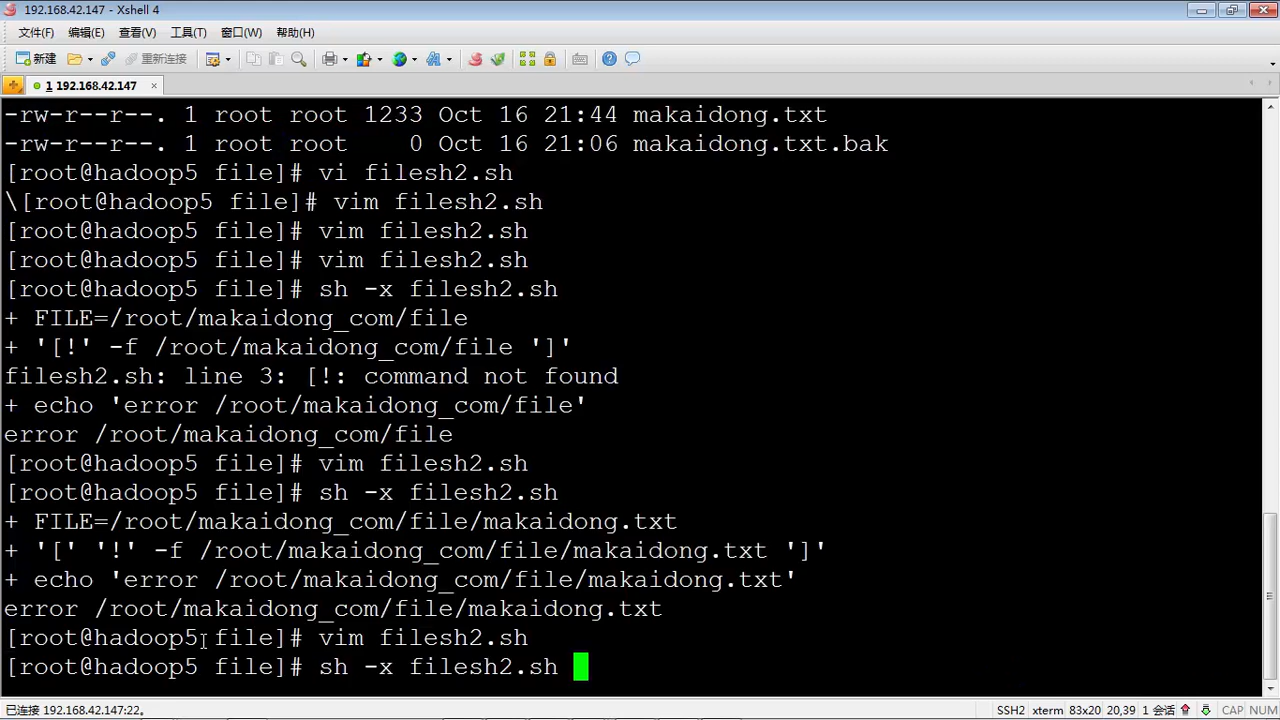 192.168.42.147 - Xshell 4
文件(F) 编辑(E) 查看(V) 工具(T) 窗口(W) 帮助(H)
新建 重新连接
1 192.168.42.147 ×
-rw-r--r--. 1 root root 1233 Oct 16 21:44 makaidong.txt
-rw-r--r--. 1 root root    0 Oct 16 21:06 makaidong.txt.bak
[root@hadoop5 file]# vi filesh2.sh
\[root@hadoop5 file]# vim filesh2.sh
[root@hadoop5 file]# vim filesh2.sh
[root@hadoop5 file]# vim filesh2.sh
[root@hadoop5 file]# sh -x filesh2.sh
+ FILE=/root/makaidong_com/file
+ '[!' -f /root/makaidong_com/file ']'
filesh2.sh: line 3: [!: command not found
+ echo 'error /root/makaidong_com/file'
error /root/makaidong_com/file
[root@hadoop5 file]# vim filesh2.sh
[root@hadoop5 file]# sh -x filesh2.sh
+ FILE=/root/makaidong_com/file/makaidong.txt
+ '[' '!' -f /root/makaidong_com/file/makaidong.txt ']'
+ echo 'error /root/makaidong_com/file/makaidong.txt'
error /root/makaidong_com/file/makaidong.txt
[root@hadoop5 file]# vim filesh2.sh
[root@hadoop5 file]# sh -x filesh2.sh
已连接 192.168.42.147:22。 SSH2 xterm 83x20 20,39 1 会话 CAP NUM